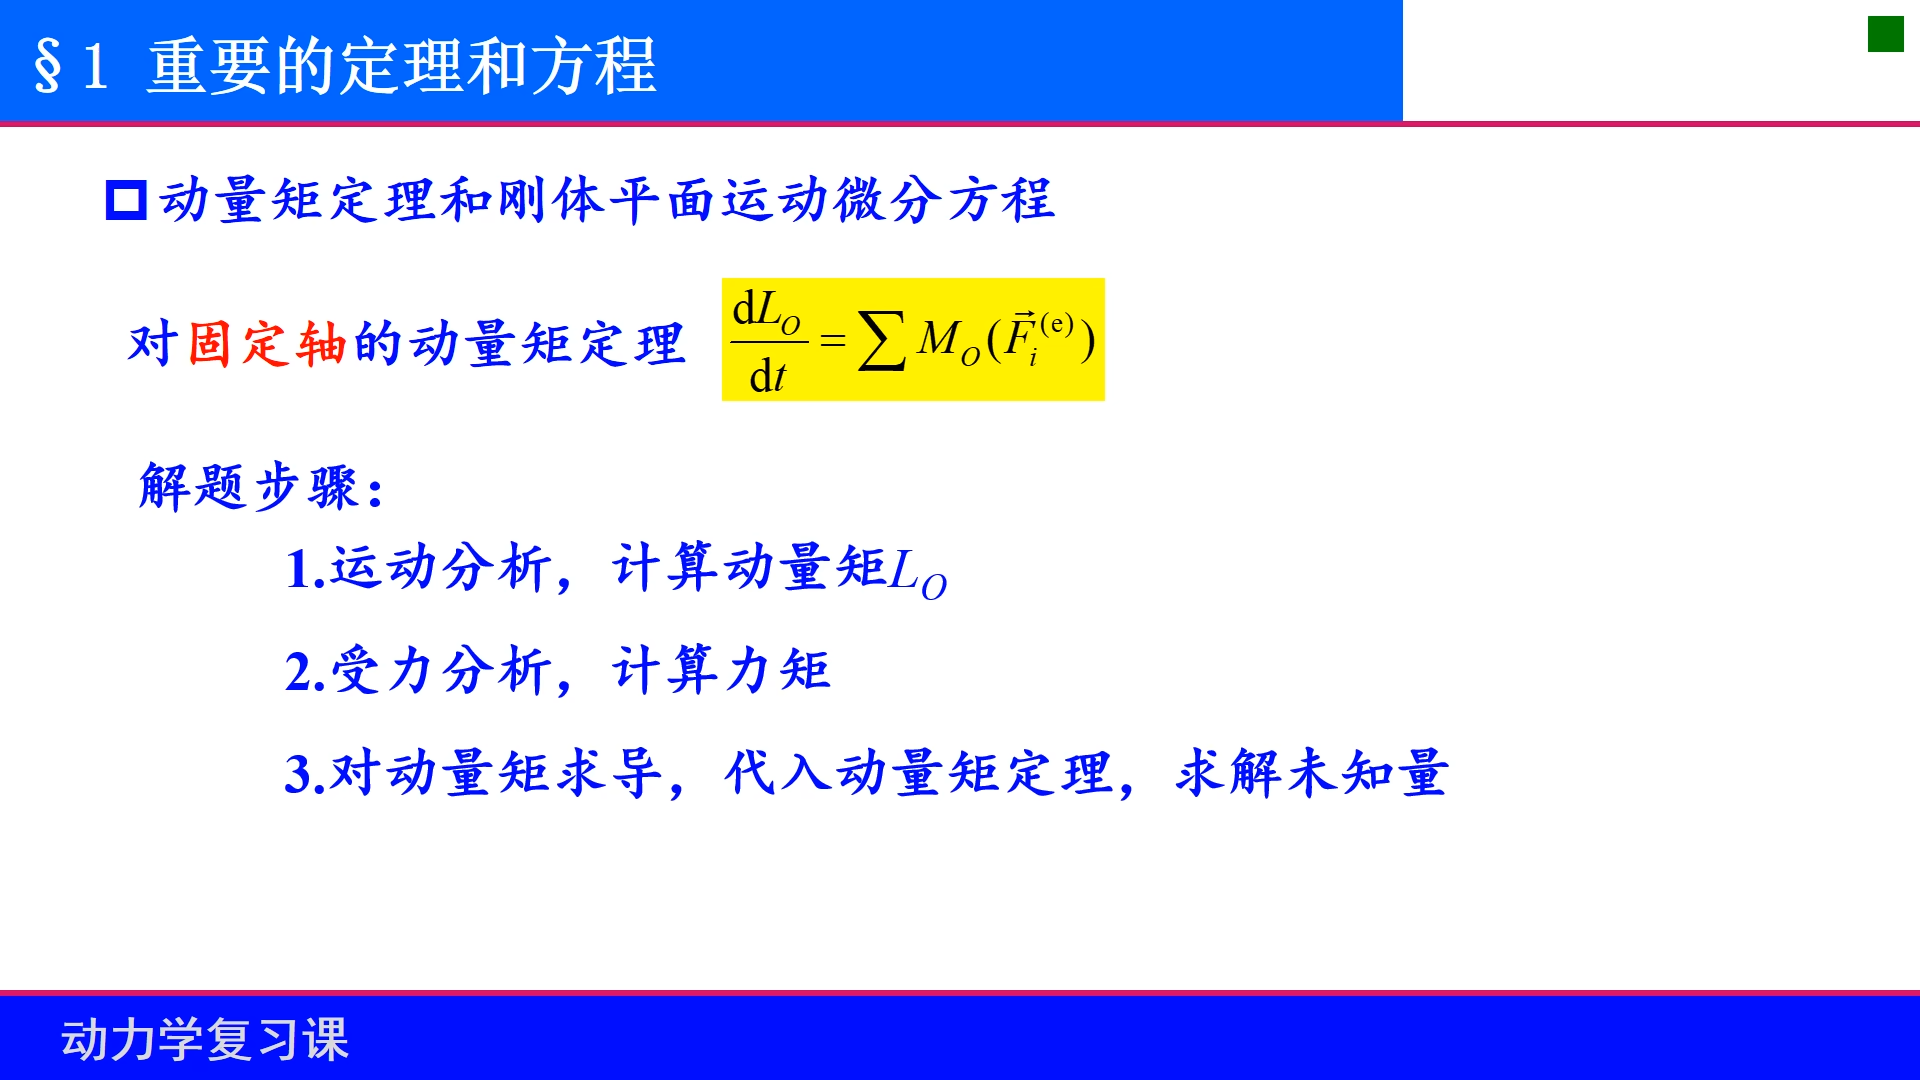 §1 重要的定理和方程
动量矩定理和刚体平面运动微分方程
对固定轴的动量矩定理 dL_O/dt = ∑ M_O(F⃗_i^(e))
解题步骤：
1.运动分析，计算动量矩L_O
2.受力分析，计算力矩
3.对动量矩求导，代入动量矩定理，求解未知量
动力学复习课